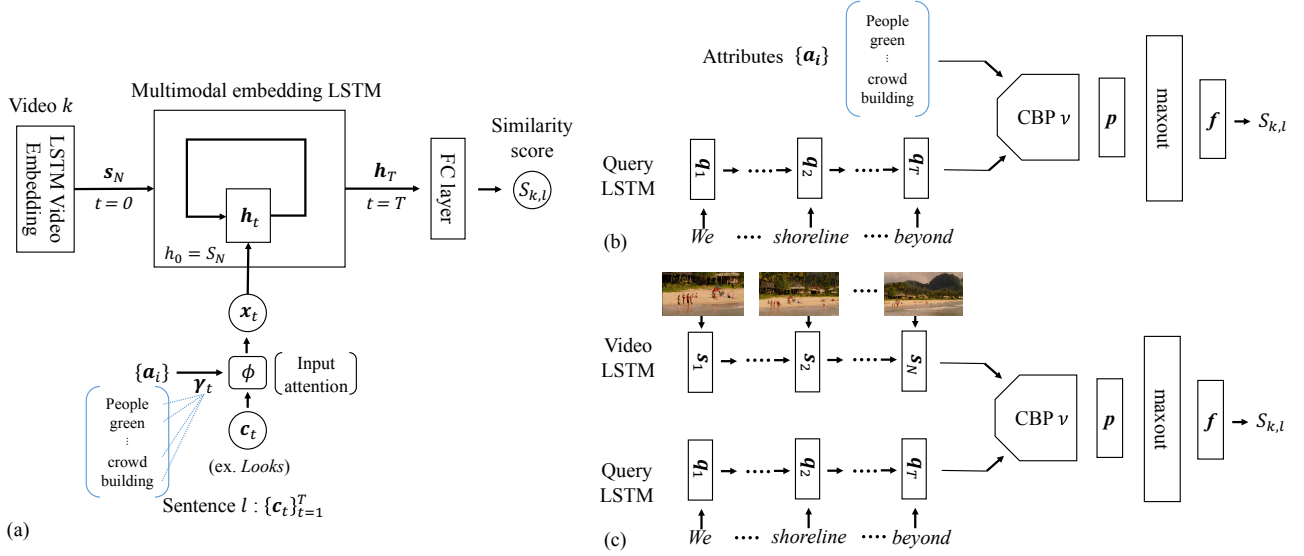 Video k
LSTM Video
Embedding
s_N
t = 0
Multimodal embedding LSTM
h_t
h_0 = S_N
h_T
t = T
FC layer
Similarity
score
S_{k,l}
x_t
{a_i}
γ_t
ϕ
Input
attention
People
green
⋮
crowd
building
c_t
(ex. Looks)
Sentence l : {c_t}_{t=1}^T
(a)
Attributes {a_i}
People
green
⋮
crowd
building
Query
LSTM
q_1
q_2
q_T
We
shoreline
beyond
CBP ν
p
maxout
f
S_{k,l}
(b)
Video
LSTM
s_1
s_2
s_N
Query
LSTM
q_1
q_2
q_T
We
shoreline
beyond
CBP ν
p
maxout
f
S_{k,l}
(c)